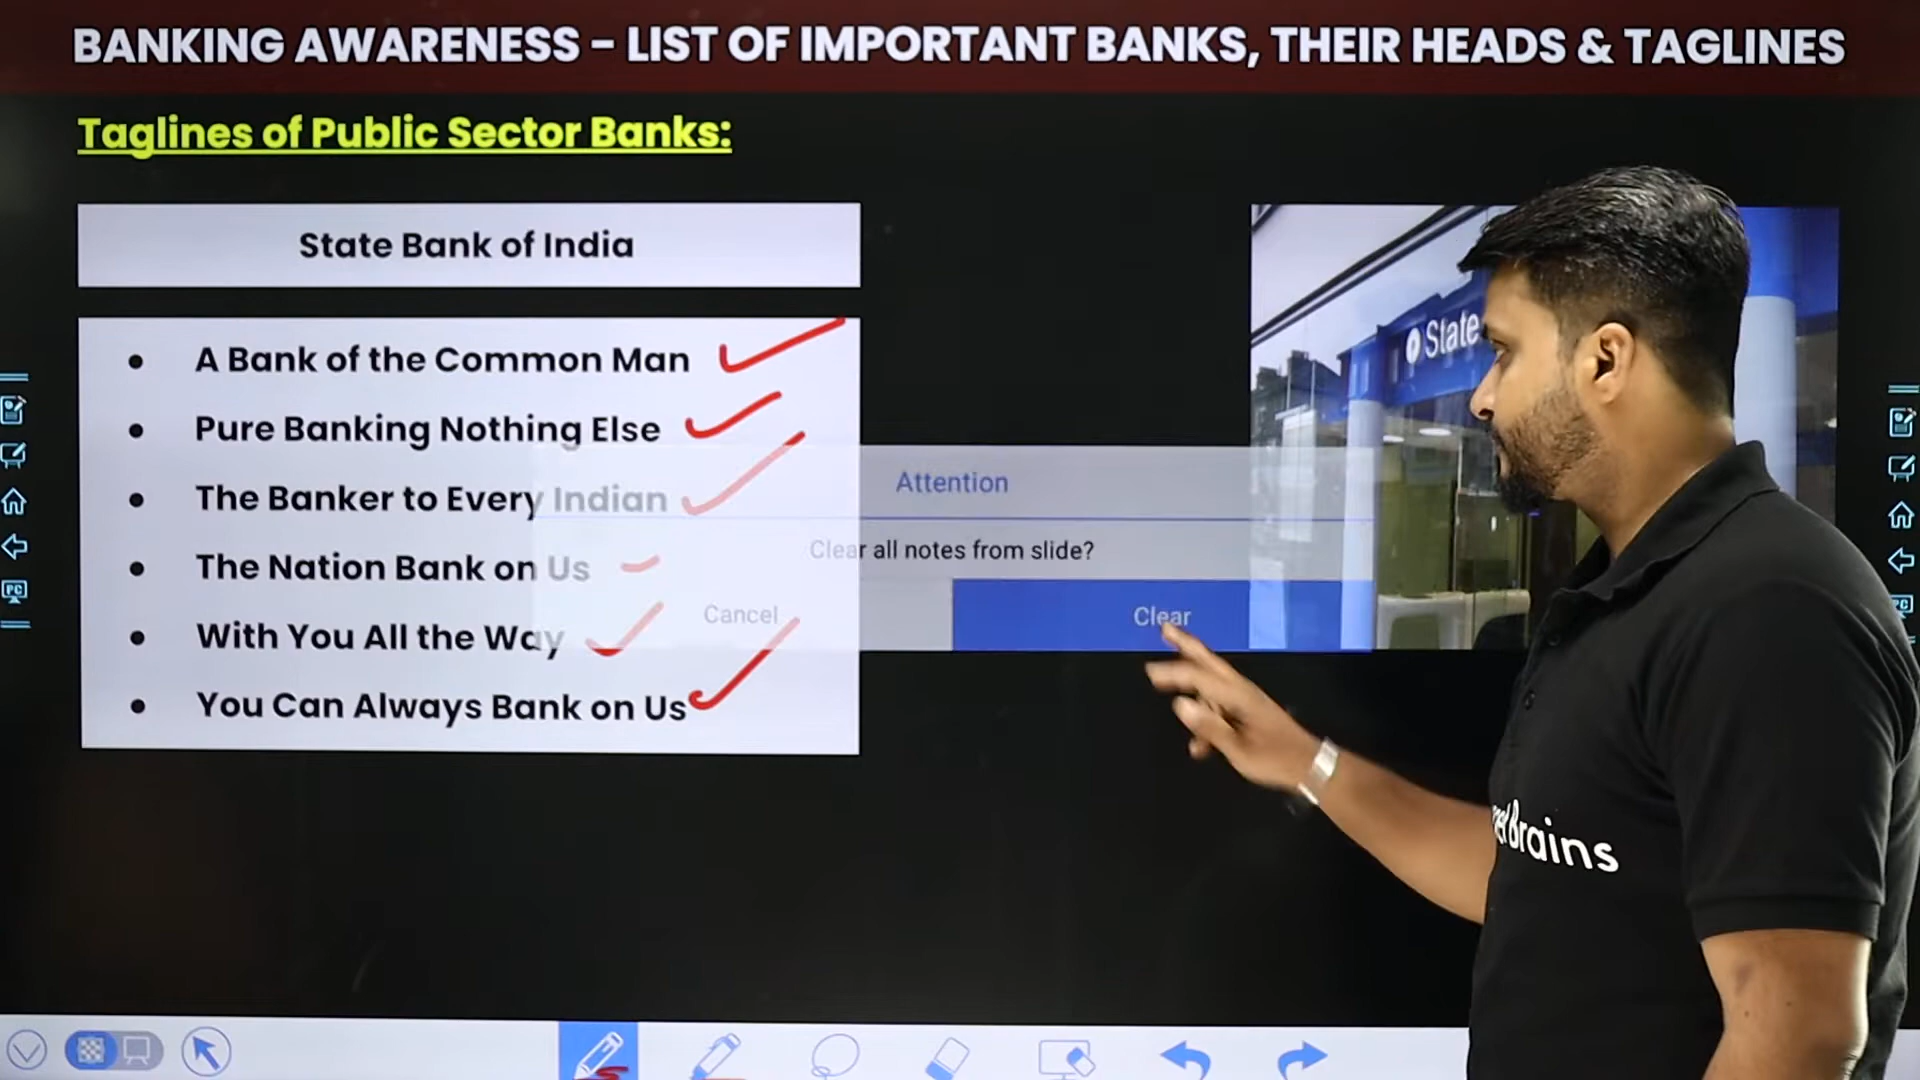 BANKING AWARENESS – LIST OF IMPORTANT BANKS, THEIR HEADS & TAGLINES
Taglines of Public Sector Banks:
State Bank of India
• A Bank of the Common Man
• Pure Banking Nothing Else
• The Banker to Every Indian
• The Nation Bank on Us
• With You All the Way
• You Can Always Bank on Us
Attention
Clear all notes from slide?
Cancel
Clear
State
Brains
PC